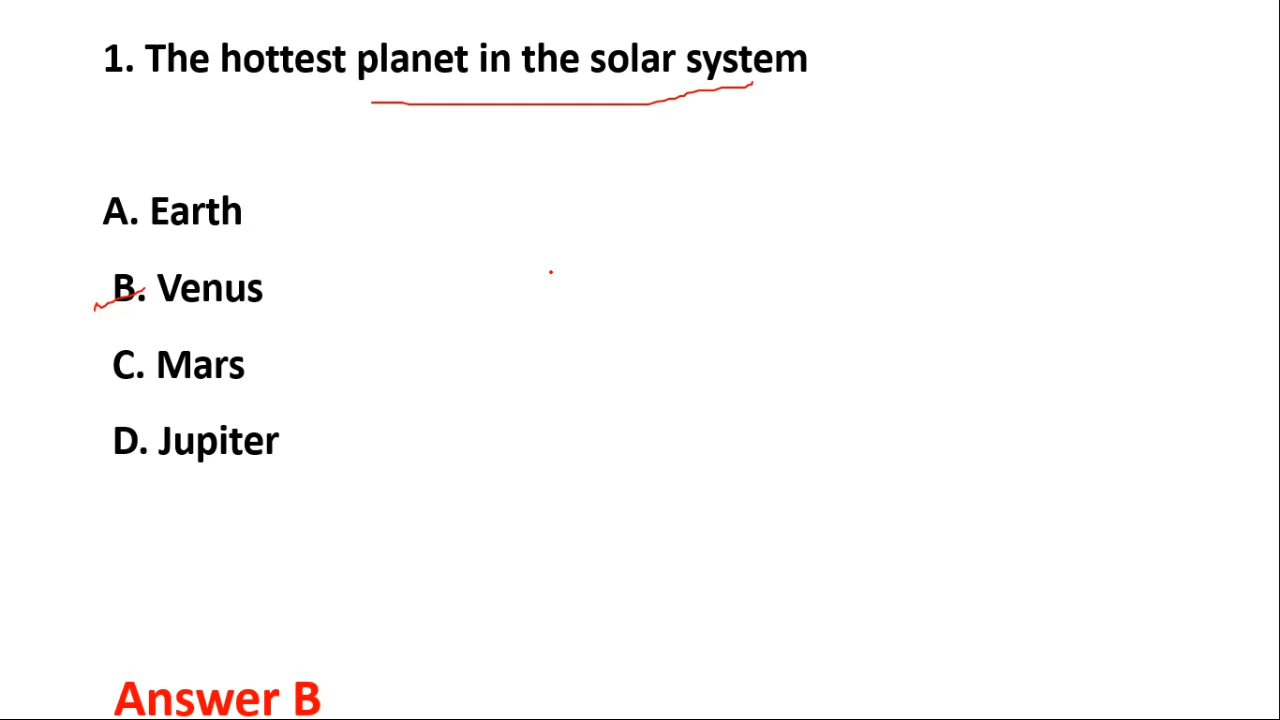 1. The hottest planet in the solar system
A. Earth
B. Venus
C. Mars
D. Jupiter
Answer B